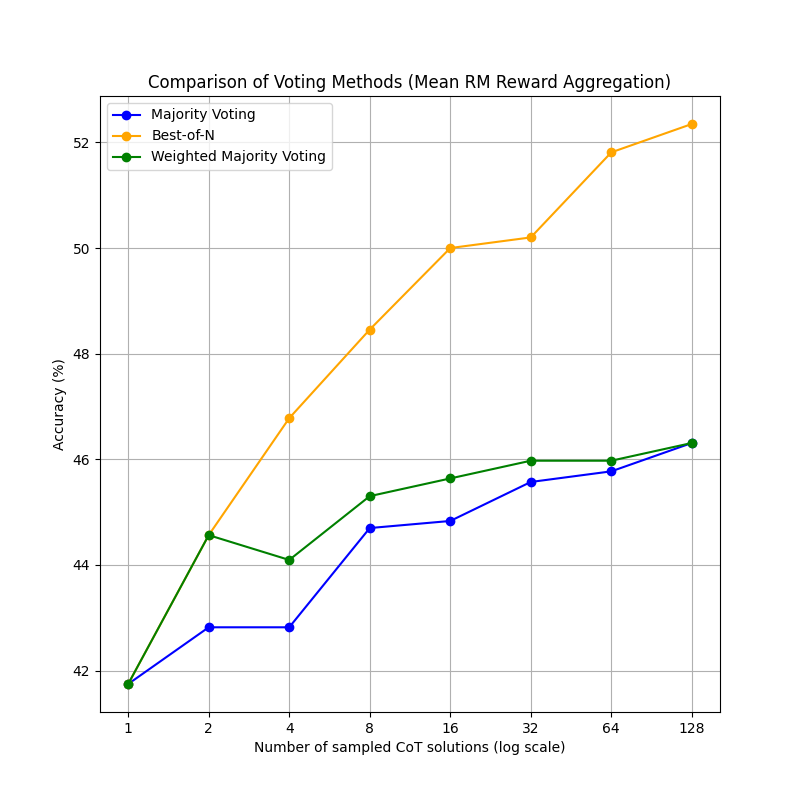 Comparison of Voting Methods (Mean RM Reward Aggregation)
Majority Voting
Best-of-N
Weighted Majority Voting
52
50
48
46
44
42
Accuracy (%)
1 2 4 8 16 32 64 128
Number of sampled CoT solutions (log scale)